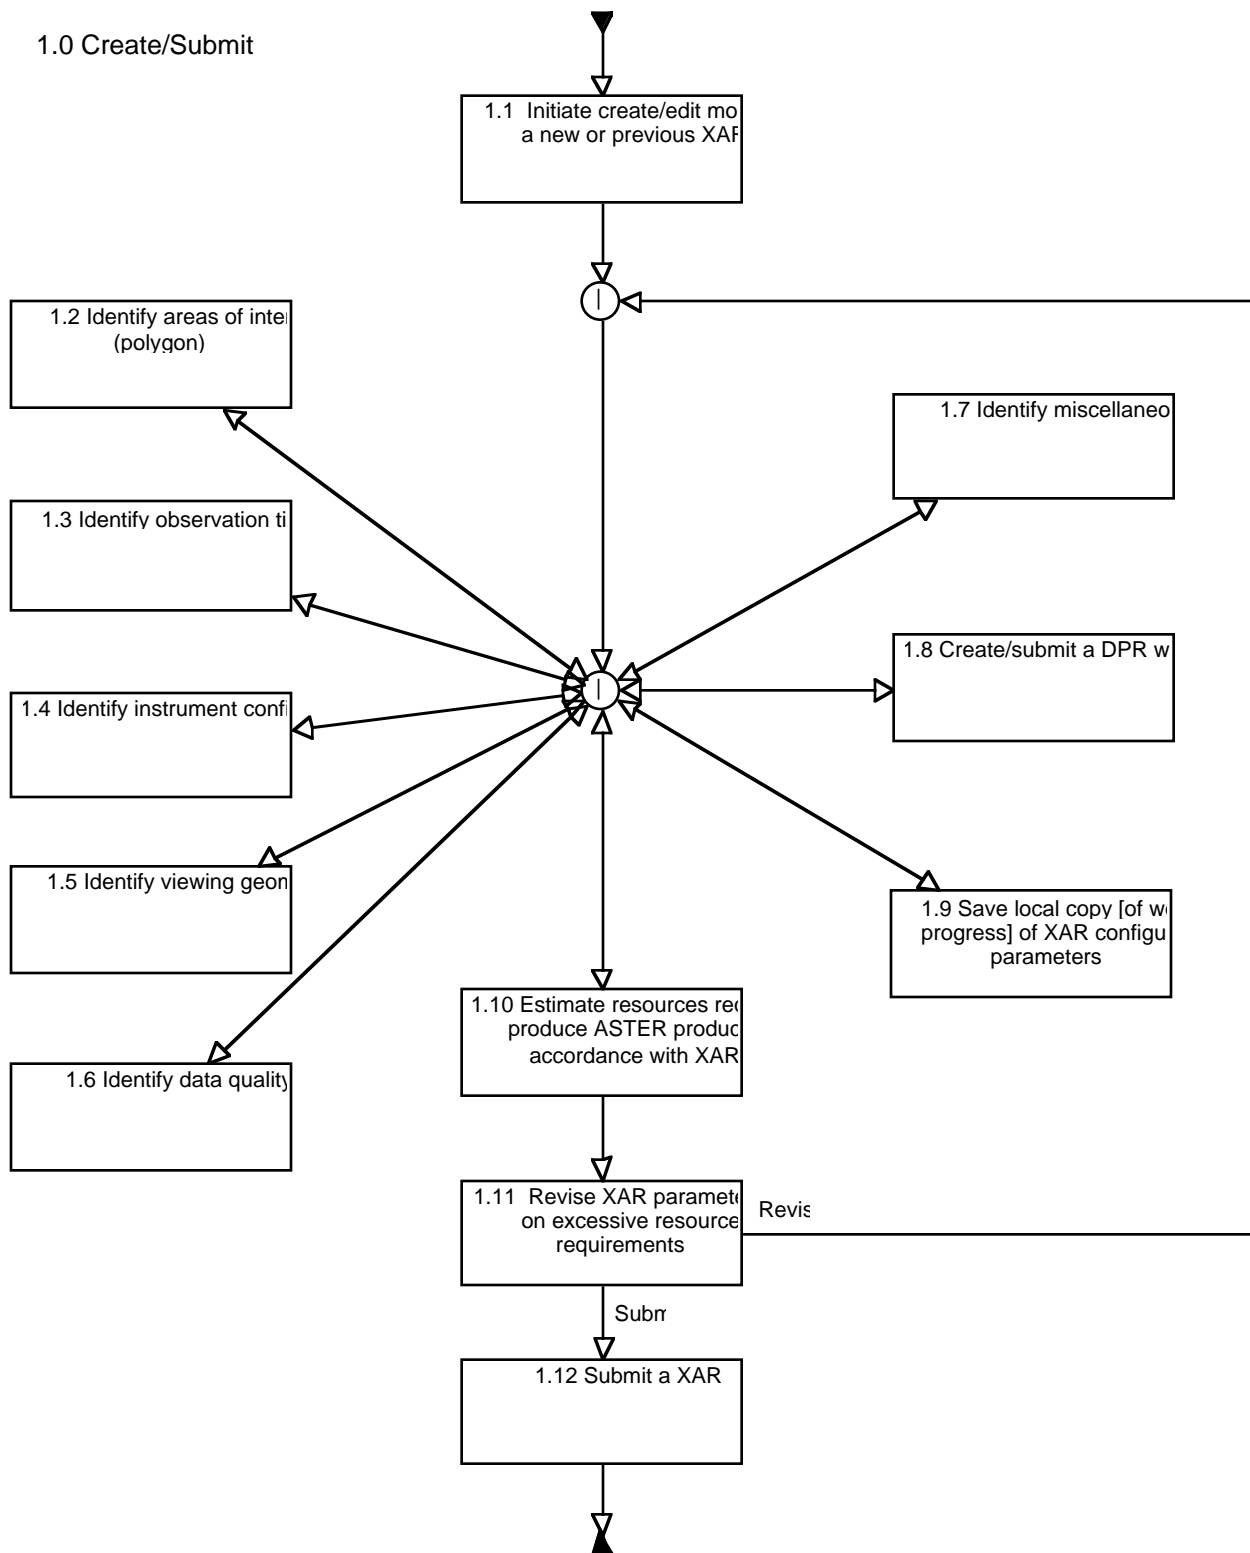 1.0 Create/Submit
1.1 Initiate create/edit mo
a new or previous XAR
1.2 Identify areas of inter
(polygon)
1.7 Identify miscellaneo
1.3 Identify observation ti
1.8 Create/submit a DPR w
1.4 Identify instrument confi
1.5 Identify viewing geom
1.9 Save local copy [of wo
progress] of XAR configu
parameters
1.10 Estimate resources req
produce ASTER produc
accordance with XAR
1.6 Identify data quality
1.11 Revise XAR paramete
on excessive resource
requirements
Revis
Subm
1.12 Submit a XAR